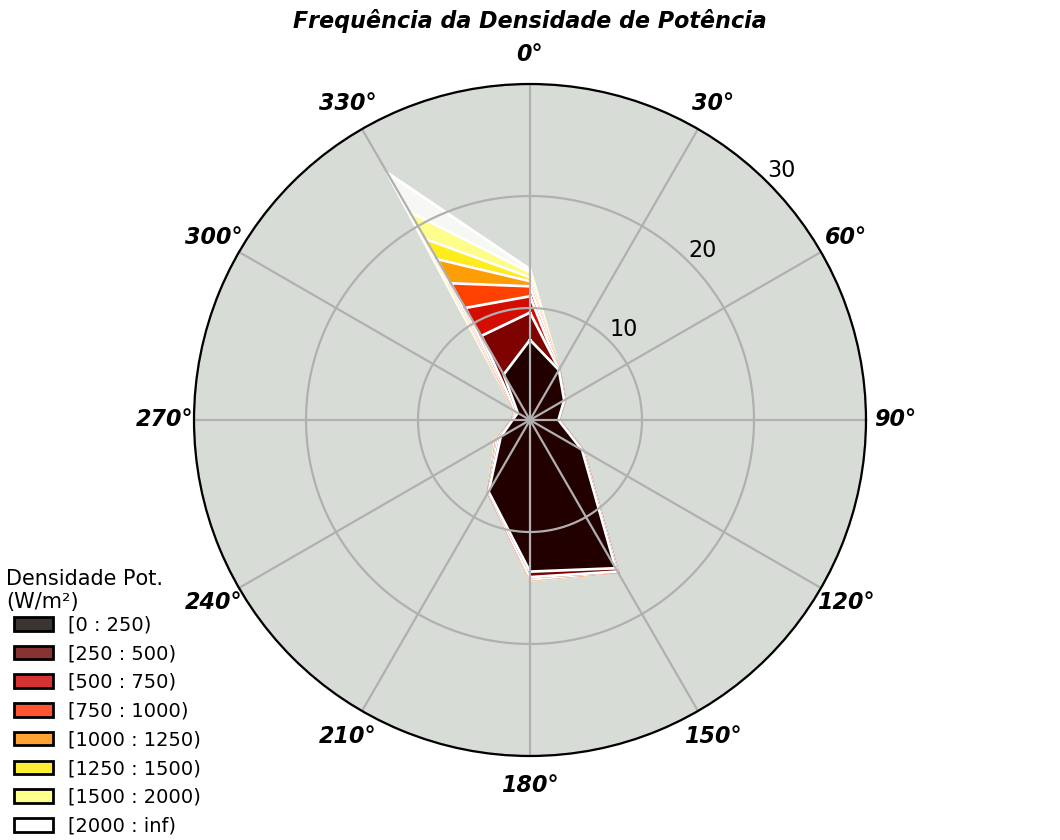 Frequência da Densidade de Potência
0°
330°
30°
30
300°
60°
20
10
270°
90°
240°
120°
210°
150°
180°
Densidade Pot.
(W/m²)
[0 : 250)
[250 : 500)
[500 : 750)
[750 : 1000)
[1000 : 1250)
[1250 : 1500)
[1500 : 2000)
[2000 : inf)